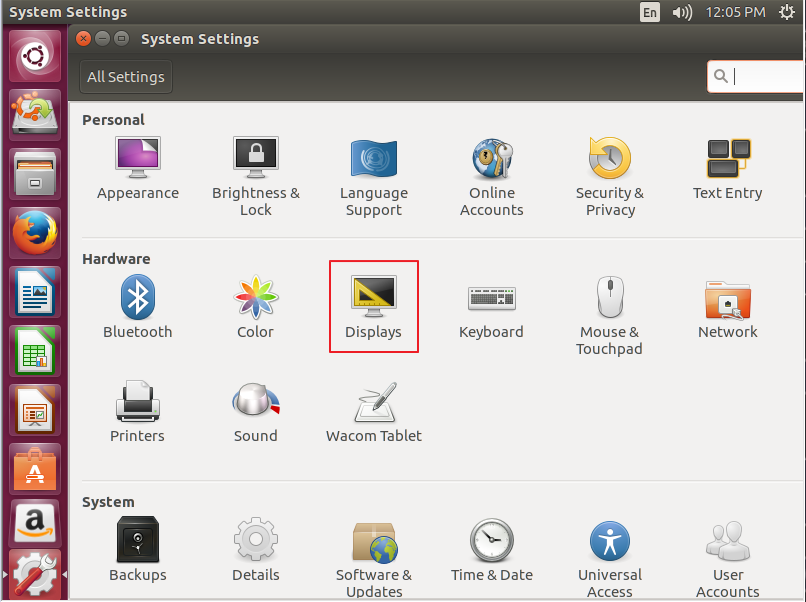 System Settings
En
12:05 PM
System Settings
All Settings
Personal
Appearance
Brightness &
Lock
Language
Support
Online
Accounts
Security &
Privacy
Text Entry
Hardware
Bluetooth
Color
Displays
Keyboard
Mouse &
Touchpad
Network
Printers
Sound
Wacom Tablet
System
Backups
Details
Software &
Updates
Time & Date
Universal
Access
User
Accounts